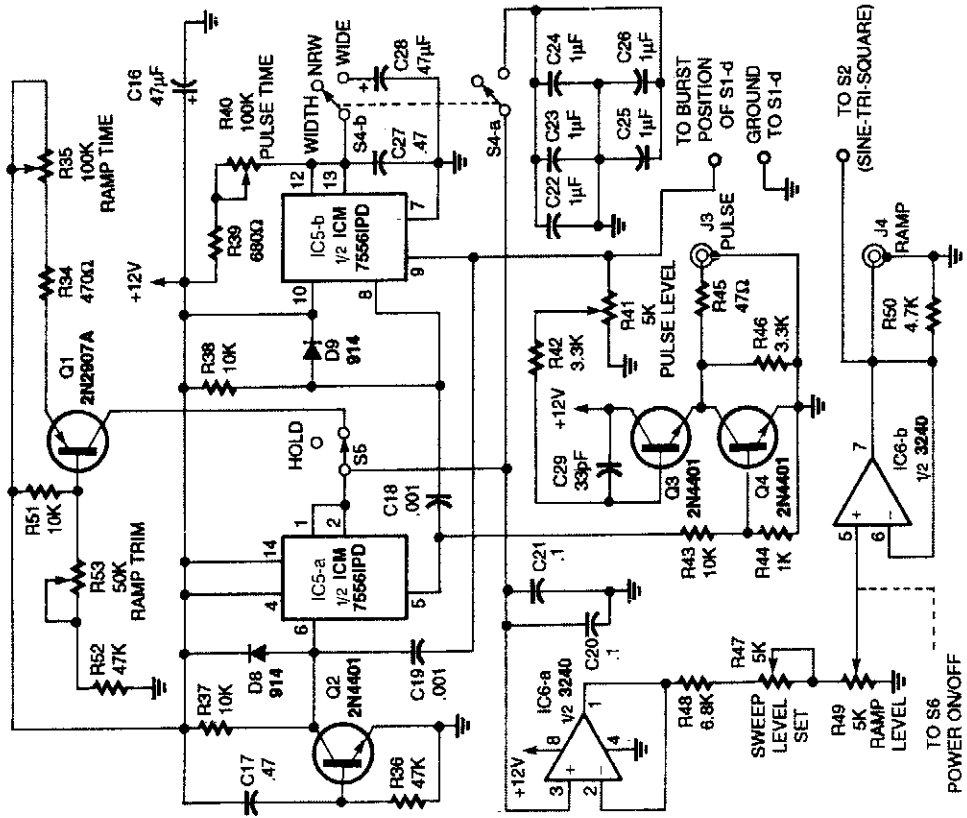 C16
47µF
+
R35
100K
RAMP TIME
R34
470Ω
Q1
2N2907A
R51
10K
R53
50K
RAMP TRIM
R52
47K
+12V
R39
680Ω
R40
100K
PULSE TIME
WIDTH
NRW
WIDE
S4-b
+
C28
47µF
C27
.47
12
13
IC5-b
1/2 ICM
7556IPD
10
8
9
7
R38
10K
D9
914
HOLD
S5
C18
.001
14
4
1
2
IC5-a
1/2 ICM
7556IPD
6
5
D8
914
R37
10K
Q2
2N4401
C19
.001
C17
.47
R36
47K
S4-a
C24
1µF
C26
1µF
C23
1µF
C25
1µF
C22
1µF
TO BURST
POSITION
OF S1-d
GROUND
TO S1-d
R41
5K
PULSE LEVEL
R42
3.3K
+12V
C29
33pF
Q3
2N4401
Q4
2N4401
J3
PULSE
R45
47Ω
R46
3.3K
R43
10K
R44
1K
C21
.1
C20
.1
IC6-a
1/2 3240
+12V
3
+
2
−
8
4
1
R48
6.8K
R47
5K
SWEEP
LEVEL
SET
R49
5K
RAMP
LEVEL
TO S6
POWER ON/OFF
5
+
6
−
7
IC6-b
1/2 3240
J4
RAMP
R50
4.7K
TO S2
(SINE-TRI-SQUARE)